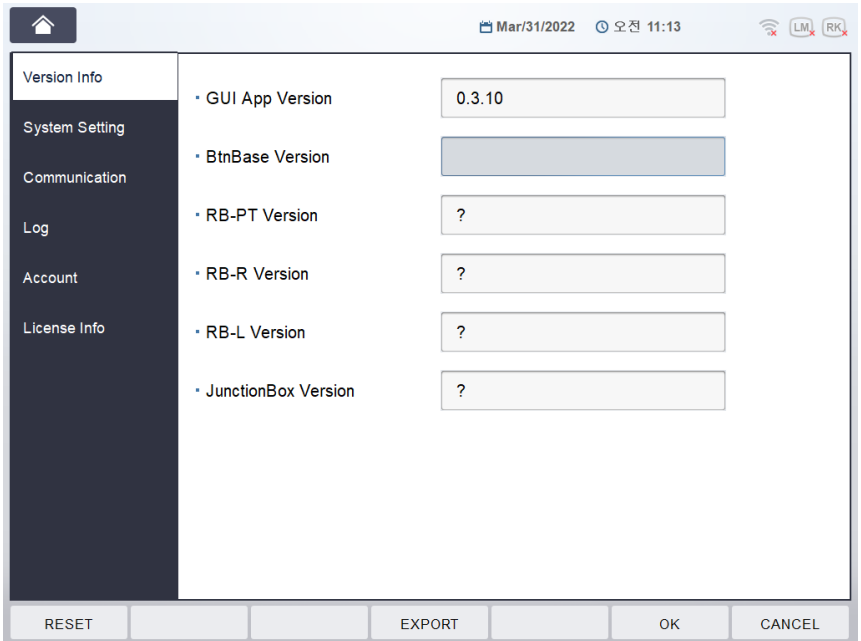 Mar/31/2022 오전 11:13 LM RK
Version Info
System Setting
Communication
Log
Account
License Info
GUI App Version 0.3.10
BtnBase Version
RB-PT Version ?
RB-R Version ?
RB-L Version ?
JunctionBox Version ?
RESET EXPORT OK CANCEL